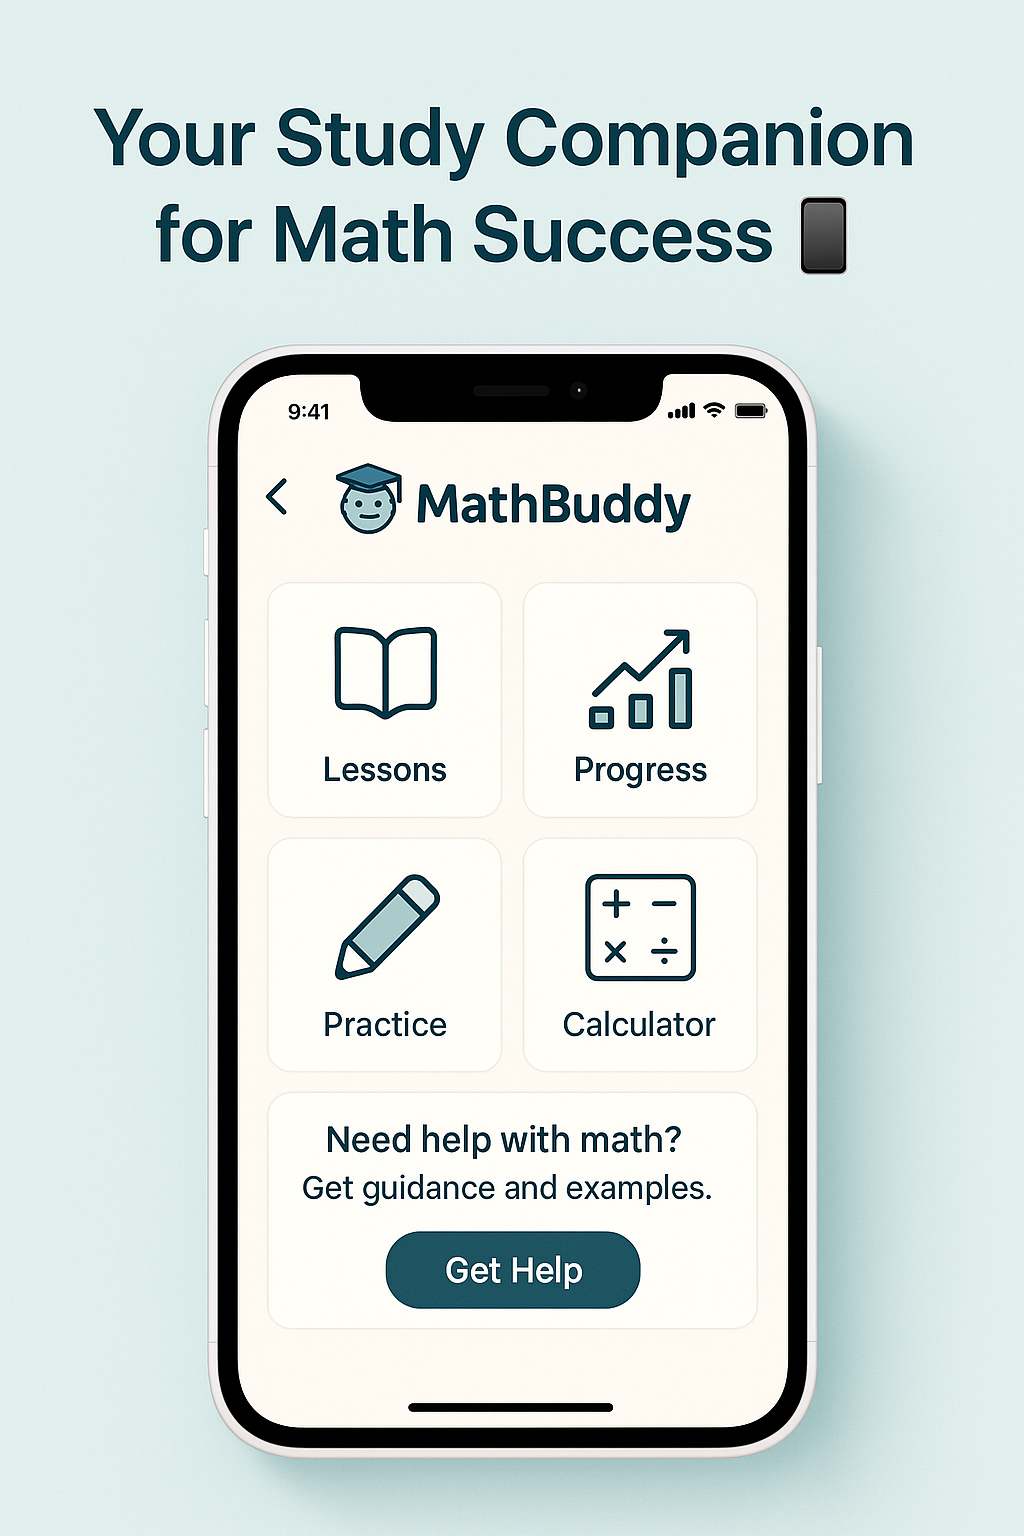 Your Study Companion
for Math Success 📱
9:41
MathBuddy
Lessons
Progress
+ −
× ÷
Practice
Calculator
Need help with math?
Get guidance and examples.
Get Help